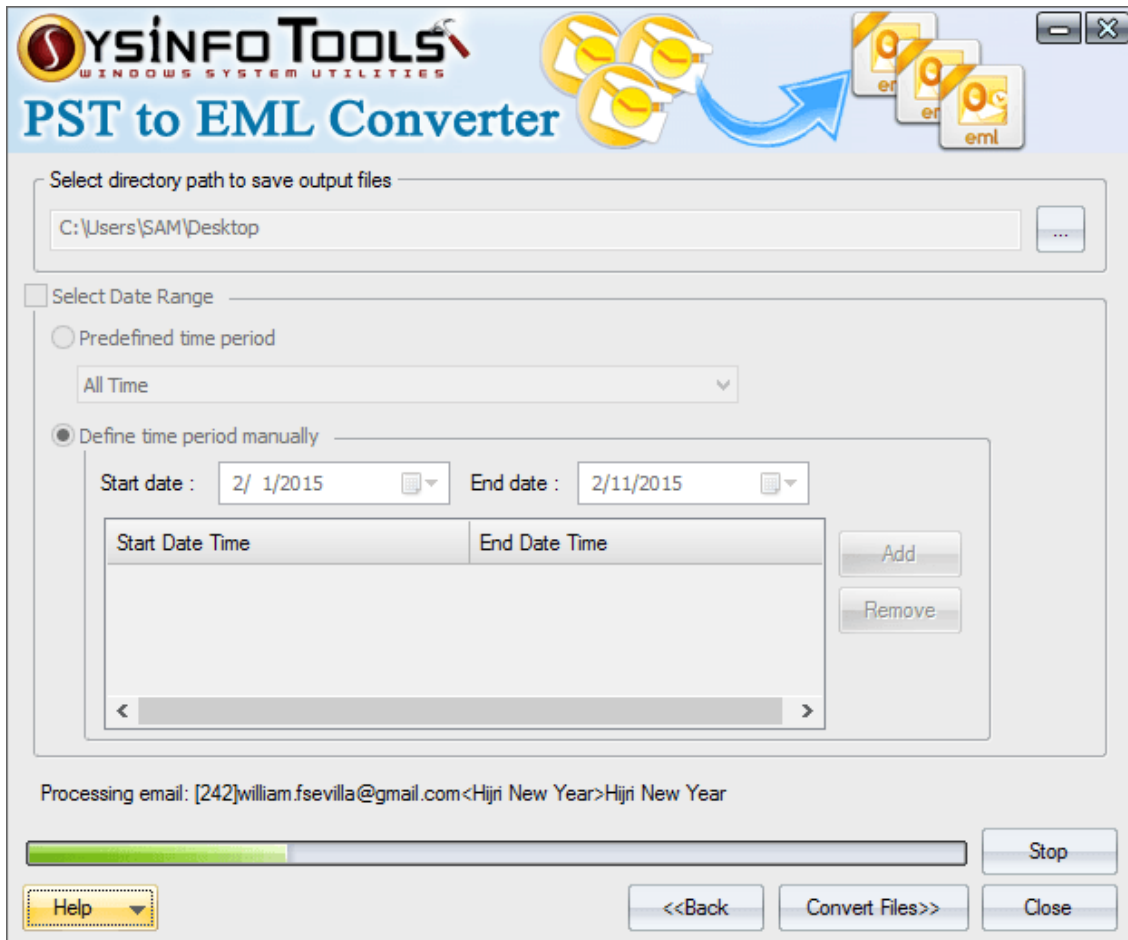 SYSINFO TOOLS
WINDOWS SYSTEM UTILITIES
PST to EML Converter
eml
Select directory path to save output files
C:\Users\SAM\Desktop
...
Select Date Range
Predefined time period
All Time
Define time period manually
Start date : 2/ 1/2015 End date : 2/11/2015
Start Date Time End Date Time
Add
Remove
Processing email: [242]william.fsevilla@gmail.com<Hijri New Year>Hijri New Year
Stop
Help <<Back Convert Files>> Close